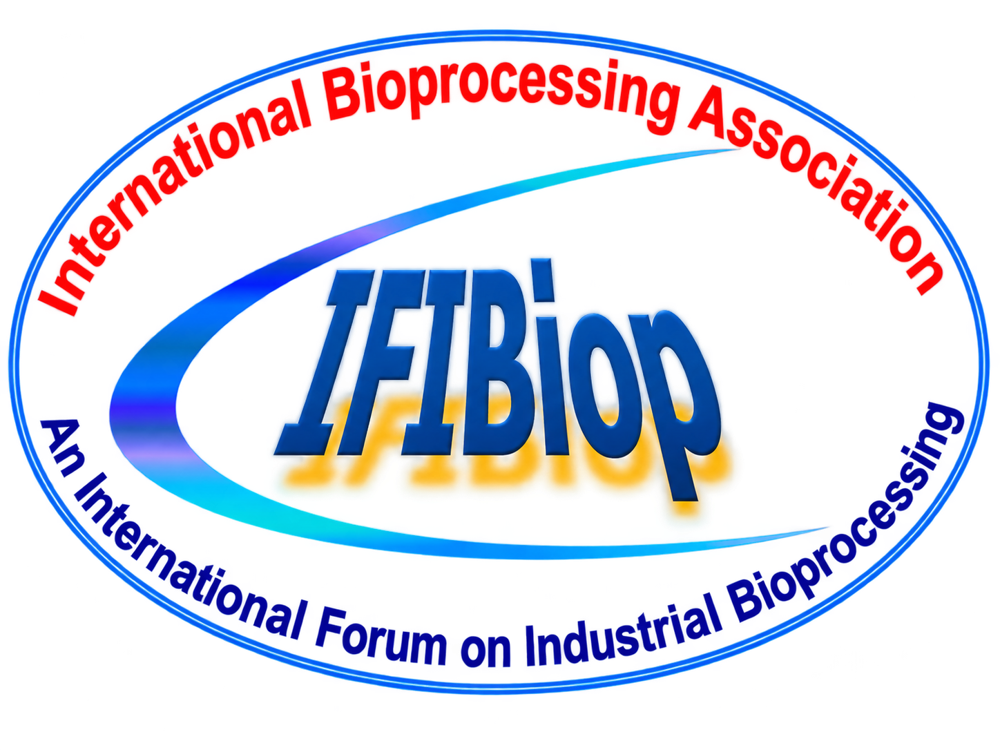 International Bioprocessing Association
IFIBiop
An International Forum on Industrial Bioprocessing